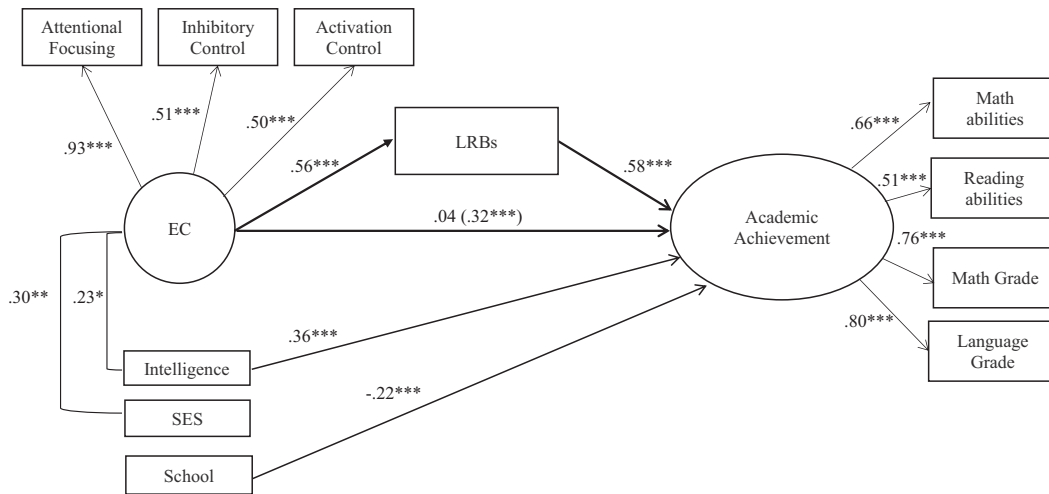 Attentional
Focusing
Inhibitory
Control
Activation
Control
.93***
.51***
.50***
.56***
LRBs
.58***
.04 (.32***)
EC
Academic
Achievement
.66***
Math
abilities
.51***
Reading
abilities
.76***
Math Grade
.80***
Language
Grade
.30**
.23*
.36***
Intelligence
-.22***
SES
School